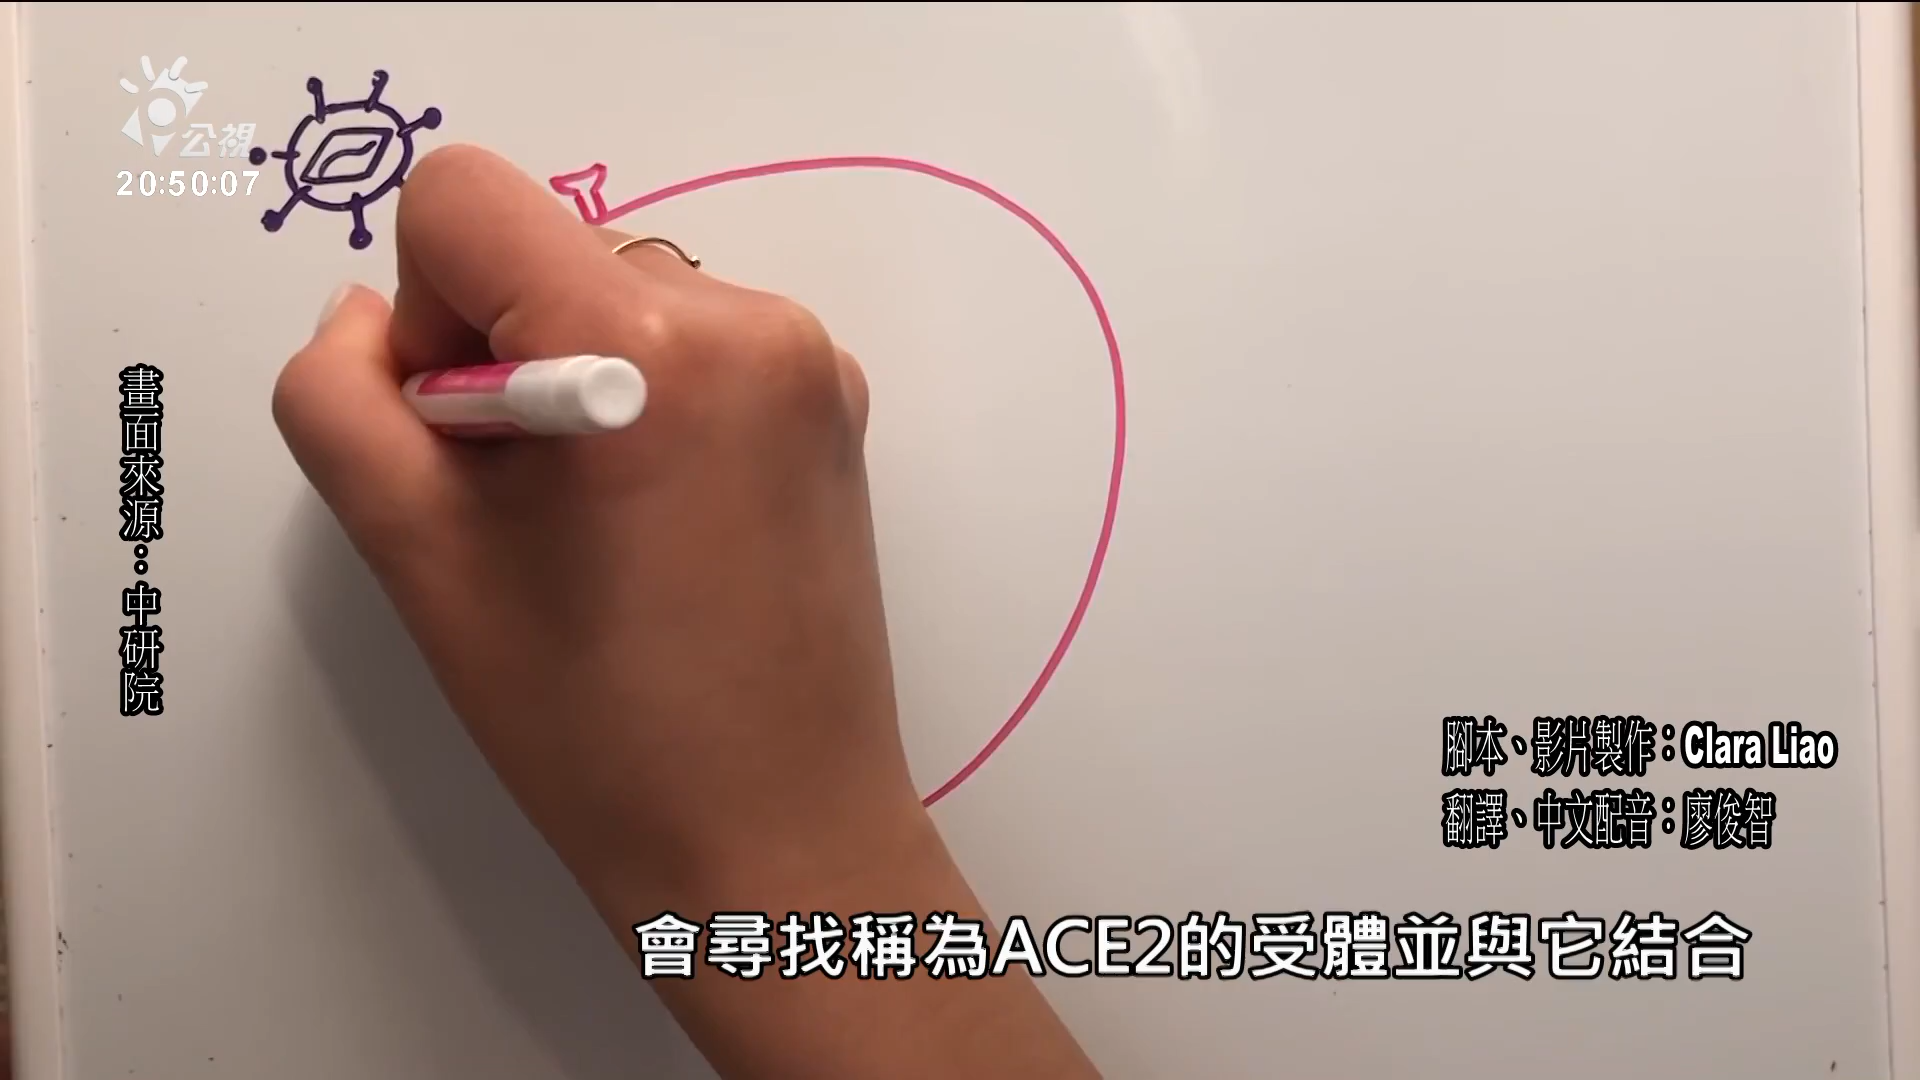 公視
20:50:07
畫面來源：中研院
腳本、影片製作：Clara Liao
翻譯、中文配音：廖俊智
會尋找稱為ACE2的受體並與它結合